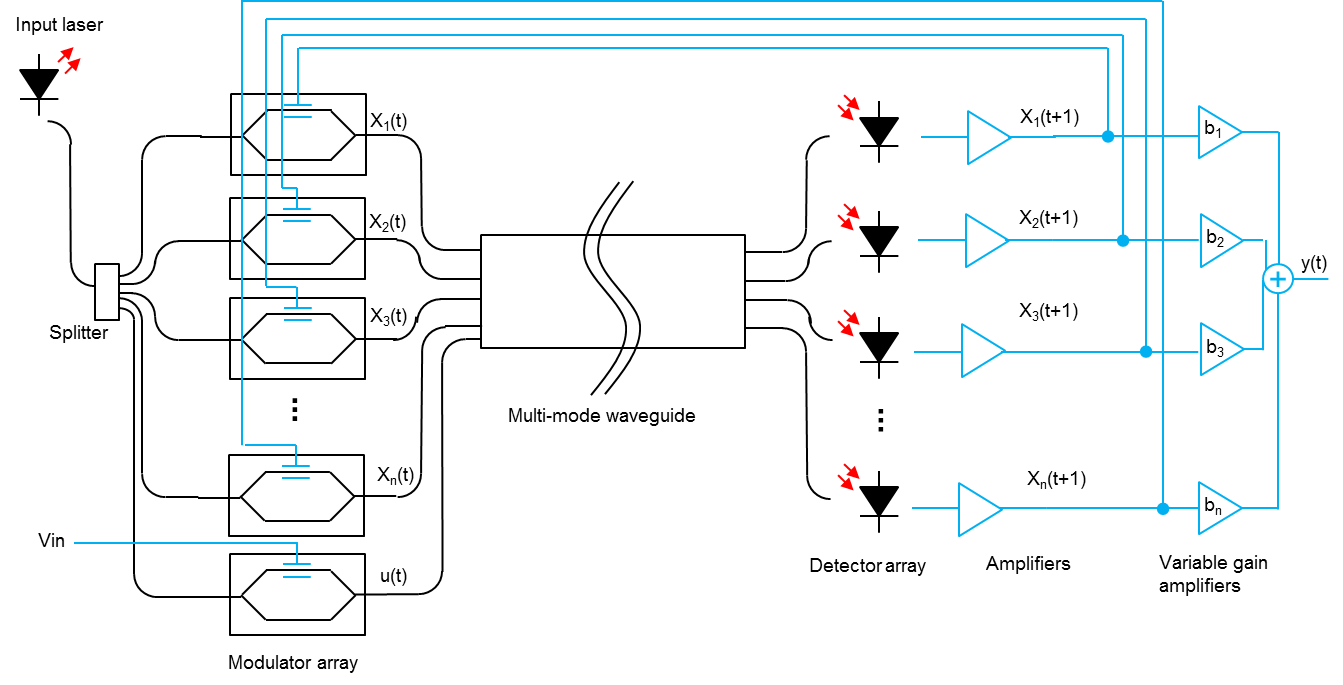 Input laser
X1(t)
X1(t+1)
b1
X2(t)
X2(t+1)
b2
y(t)
Splitter
X3(t)
X3(t+1)
b3
Multi-mode waveguide
Xn(t)
Xn(t+1)
bn
Vin
u(t)
Detector array
Amplifiers
Variable gain
amplifiers
Modulator array